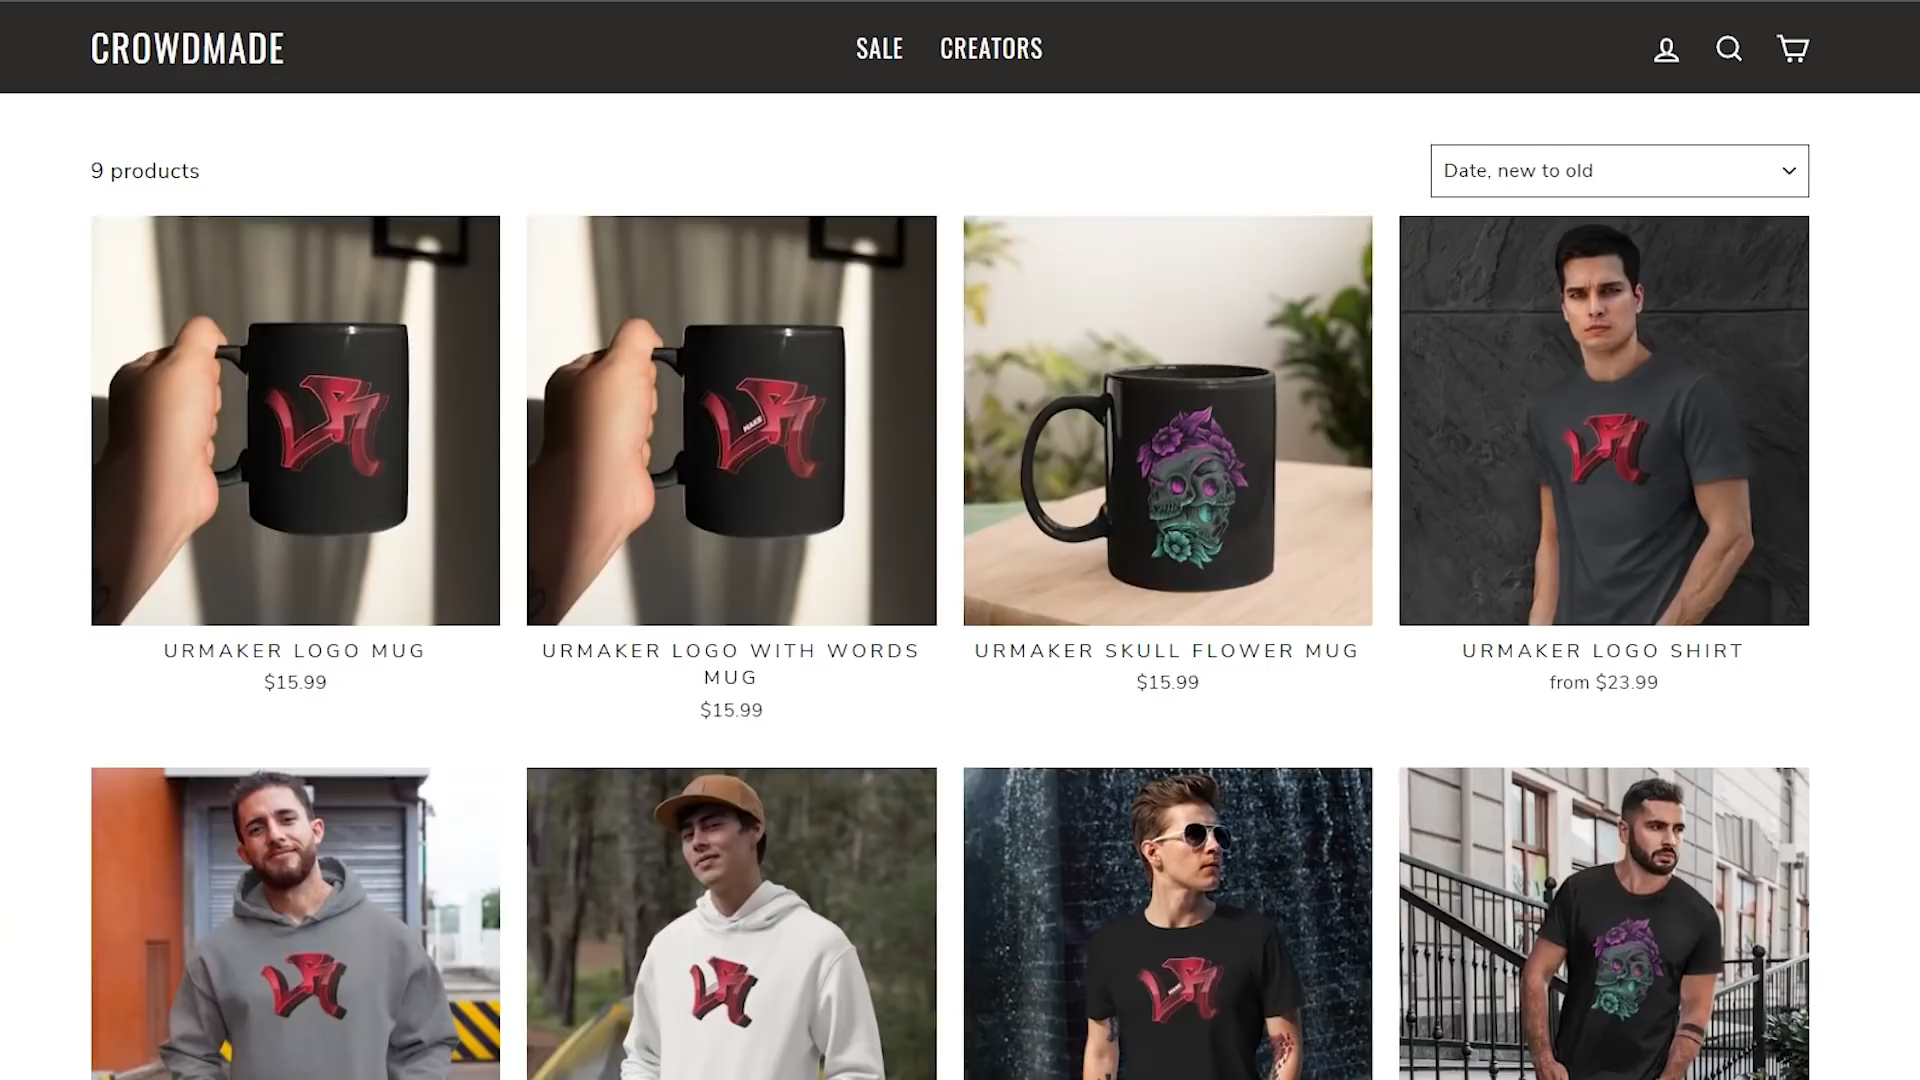 CROWDMADE
SALE
CREATORS
9 products
Date, new to old
MAKE
URMAKER LOGO MUG
$15.99
URMAKER LOGO WITH WORDS
MUG
$15.99
URMAKER SKULL FLOWER MUG
$15.99
URMAKER LOGO SHIRT
from $23.99